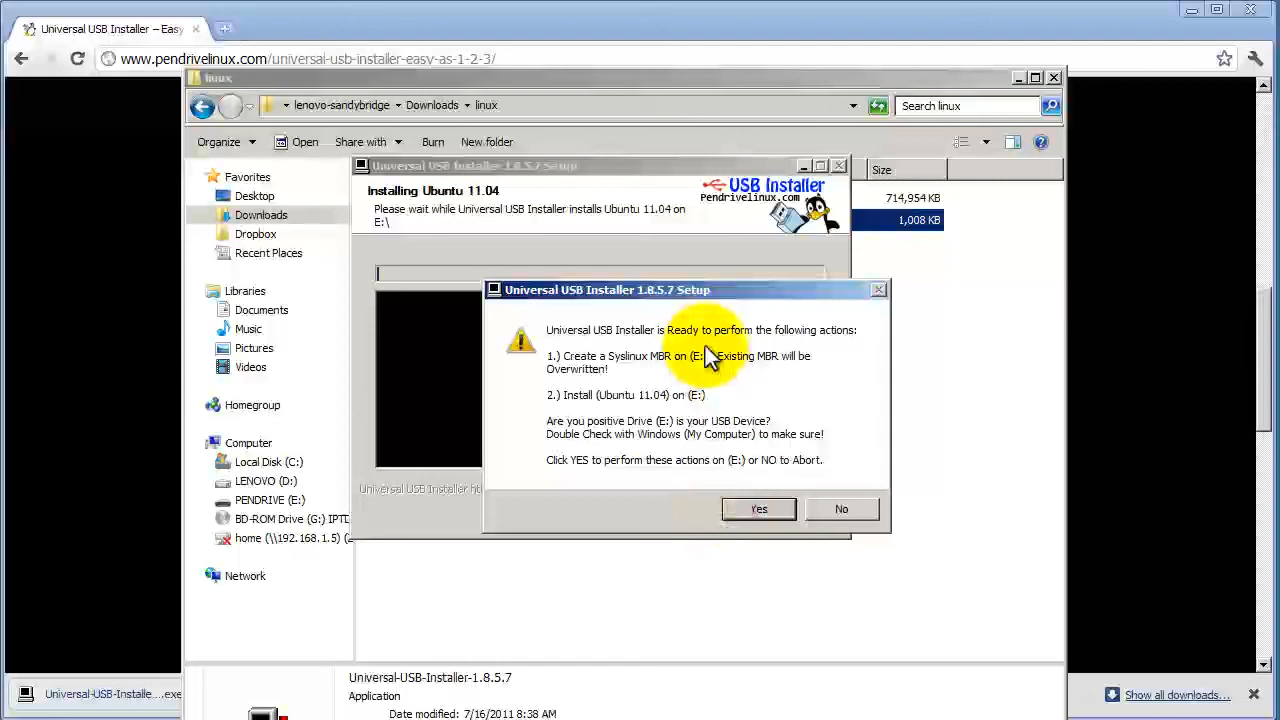 Universal USB Installer – Easy
www.pendrivelinux.com/universal-usb-installer-easy-as-1-2-3/
linux
lenovo-sandybridge Downloads linux
Search linux
Organize Open Share with Burn New folder
Favorites
Desktop
Downloads
Dropbox
Recent Places
Libraries
Documents
Music
Pictures
Videos
Homegroup
Computer
Local Disk (C:)
LENOVO (D:)
PENDRIVE (E:)
BD-ROM Drive (G:) IPTD
home (\\192.168.1.5) (
Network
Size
714,954 KB
1,008 KB
Universal USB Installer 1.8.5.7 Setup
Installing Ubuntu 11.04
Please wait while Universal USB Installer installs Ubuntu 11.04 on
E:\
USB Installer
Pendrivelinux.com
Universal USB Installer ht
Universal USB Installer 1.8.5.7 Setup
Universal USB Installer is Ready to perform the following actions:
1.) Create a Syslinux MBR on (E: Existing MBR will be
Overwritten!
2.) Install (Ubuntu 11.04) on (E:)
Are you positive Drive (E:) is your USB Device?
Double Check with Windows (My Computer) to make sure!
Click YES to perform these actions on (E:) or NO to Abort.
Yes No
Universal-USB-Installer-1.8.5.7
Application
Date modified: 7/16/2011 8:38 AM
Universal-USB-Installe....exe
Show all downloads...